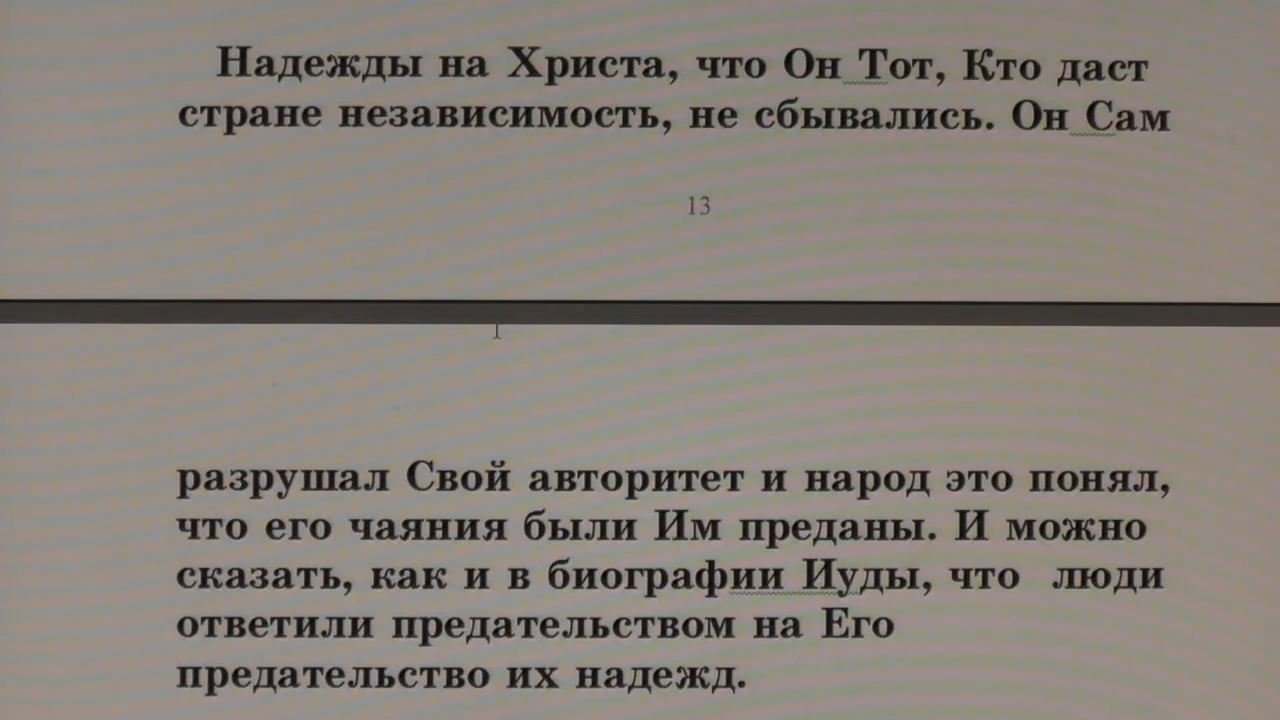 Надежды на Христа, что Он Тот, Кто даст
стране независимость, не сбывались. Он Сам
13
разрушал Свой авторитет и народ это понял,
что его чаяния были Им преданы. И можно
сказать, как и в биографии Иуды, что люди
ответили предательством на Его
предательство их надежд.